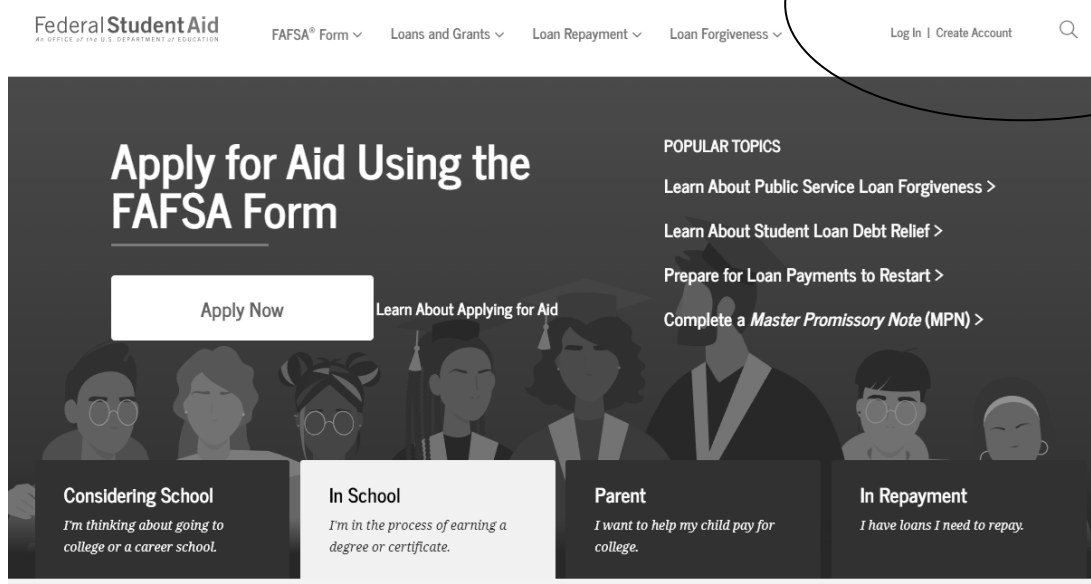 Federal Student Aid
An OFFICE of the U.S. DEPARTMENT of EDUCATION
FAFSA® Form
Loans and Grants
Loan Repayment
Loan Forgiveness
Log In | Create Account
Apply for Aid Using the
FAFSA Form
Apply Now
Learn About Applying for Aid
POPULAR TOPICS
Learn About Public Service Loan Forgiveness >
Learn About Student Loan Debt Relief >
Prepare for Loan Payments to Restart >
Complete a Master Promissory Note (MPN) >
Considering School
I'm thinking about going to
college or a career school.
In School
I'm in the process of earning a
degree or certificate.
Parent
I want to help my child pay for
college.
In Repayment
I have loans I need to repay.